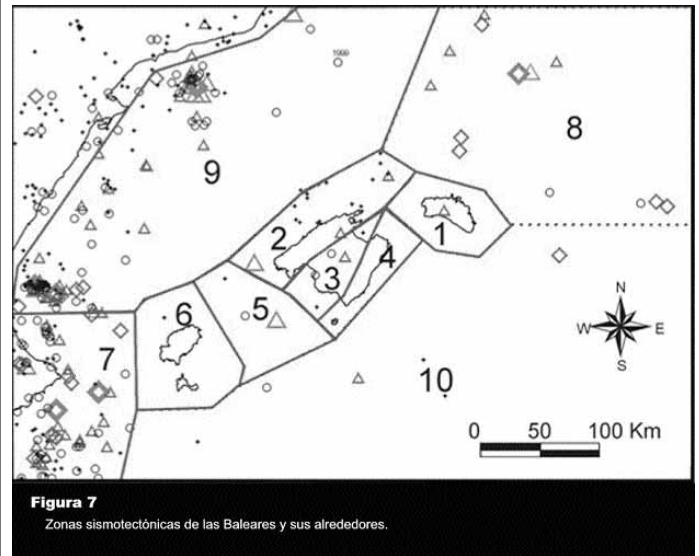 1999
8
9
1
2
4
3
5
6
7
N
W E
S
10
0 50 100 Km
Figura 7
Zonas sismotectónicas de las Baleares y sus alrededores.